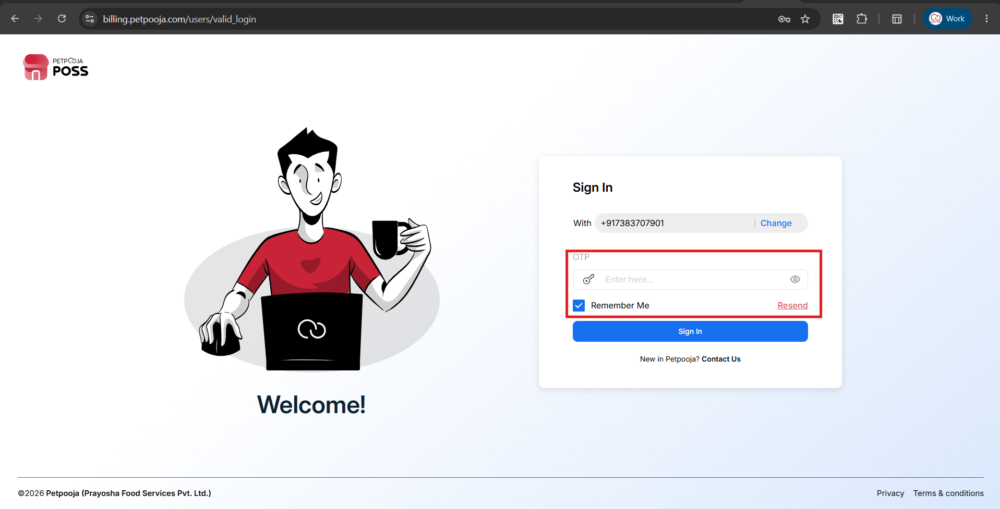 billing.petpooja.com/users/valid_login
Work
PETPOOJA
POSS
Sign In
With +917383707901 Change
OTP
Enter here...
Remember Me Resend
Sign In
New in Petpooja? Contact Us
Welcome!
©2026 Petpooja (Prayosha Food Services Pvt. Ltd.) Privacy Terms & conditions